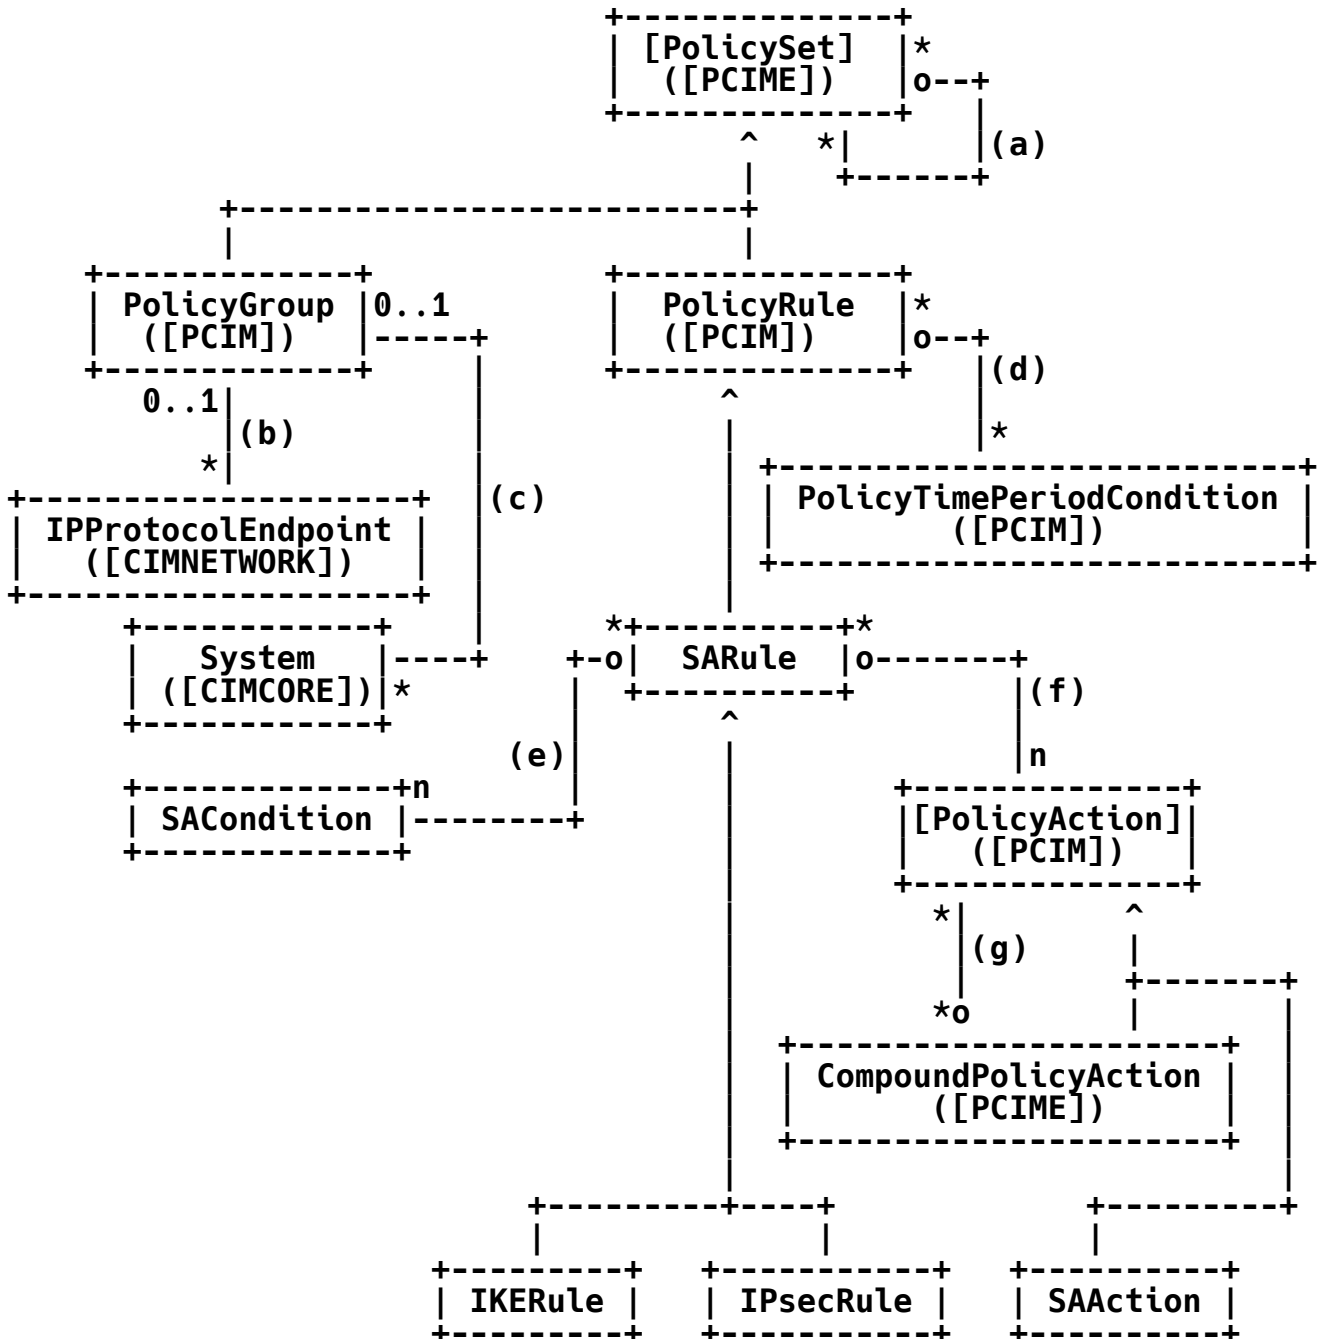 [PolicySet] *
([PCIME]) o
* (a)
PolicyGroup 0..1 PolicyRule *
([PCIM]) ([PCIM]) o
(d)
0..1
(b) *
*
(c) PolicyTimePeriodCondition
IPProtocolEndpoint ([PCIM])
([CIMNETWORK])
* *
System o SARule o
([CIMCORE]) * (f)
(e) n
n
SACondition [PolicyAction]
([PCIM])
*
(g)
*o
CompoundPolicyAction
([PCIME])
IKERule IPsecRule SAAction